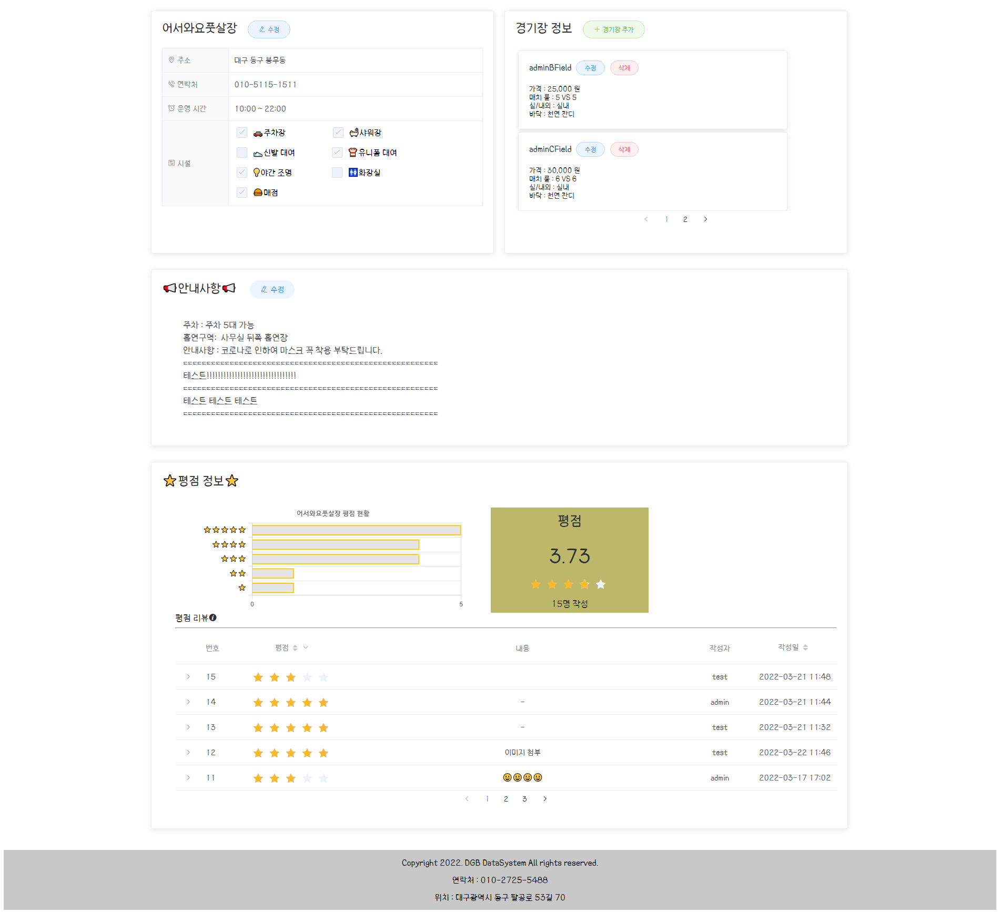 어서와요풋살장 수정
주소 대구 동구 봉무동
연락처 010-5115-1511
운영 시간 10:00 ~ 22:00
시설
주차장 샤워장
신발 대여 유니폼 대여
야간 조명 화장실
매점
경기장 정보 + 경기장 추가
adminBField 수정 삭제
가격 : 25,000 원
매치 룰 : 5 VS 5
실/내외 : 실내
바닥 : 천연 잔디
adminCField 수정 삭제
가격 : 30,000 원
매치 룰 : 6 VS 6
실/내외 : 실내
바닥 : 천연 잔디
< 1 2 >
📢안내사항📢 수정
주차 : 주차 5대 가능
흡연구역: 사무실 뒤쪽 흡연장
안내사항 : 코로나로 인하여 마스크 꼭 착용 부탁드립니다.
=======================================================
테스트!!!!!!!!!!!!!!!!!!!!!!!!!!!!!!!!
=======================================================
테스트 테스트 테스트
=======================================================
⭐평점 정보⭐
어서와요풋살장 평점 현황
⭐⭐⭐⭐⭐
⭐⭐⭐⭐
⭐⭐⭐
⭐⭐
⭐
0 5
평점
3.73
15명 작성
평점 리뷰
번호 평점 내용 작성자 작성일
15 test 2022-03-21 11:48
14 - admin 2022-03-21 11:44
13 - test 2022-03-21 11:32
12 이미지 첨부 test 2022-03-22 11:46
11 😃😃😃😃 admin 2022-03-17 17:02
< 1 2 3 >
Copyright 2022. DGB DataSystem All rights reserved.
연락처 : 010-2725-5488
위치 : 대구광역시 동구 팔공로 53길 70